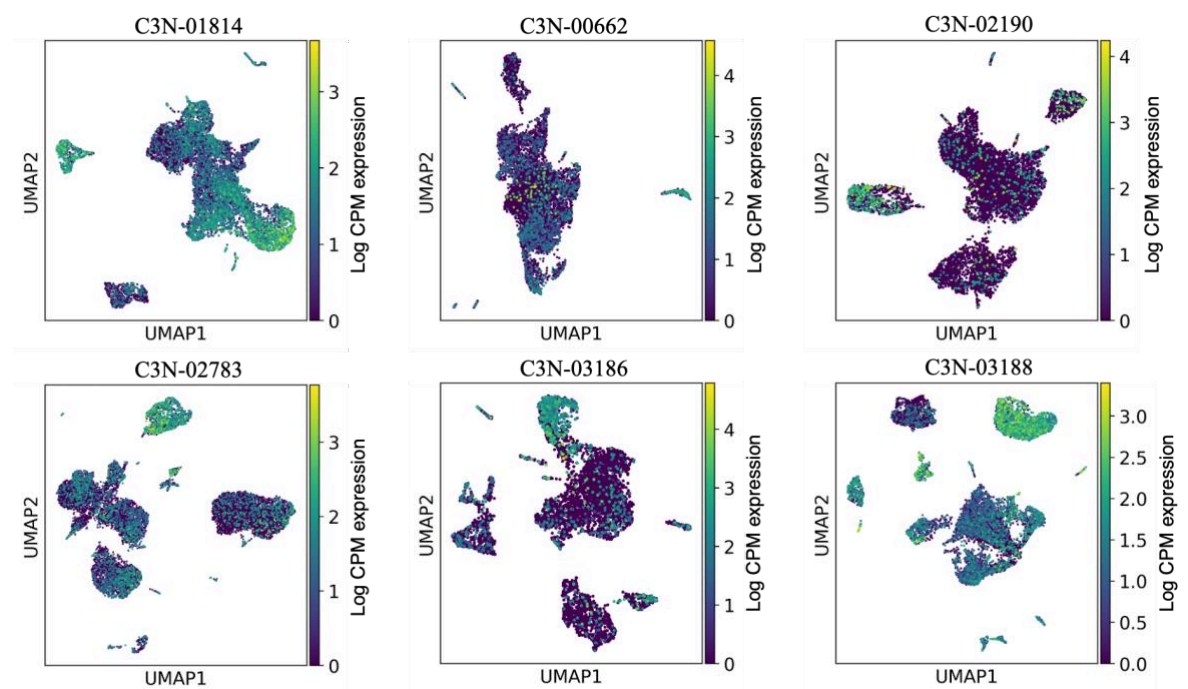 C3N-01814
3
2
1
0
Log CPM expression
UMAP2
UMAP1
C3N-00662
4
3
2
1
0
Log CPM expression
UMAP2
UMAP1
C3N-02190
4
3
2
1
0
Log CPM expression
UMAP2
UMAP1
C3N-02783
3
2
1
0
Log CPM expression
UMAP2
UMAP1
C3N-03186
4
3
2
1
0
Log CPM expression
UMAP2
UMAP1
C3N-03188
3.0
2.5
2.0
1.5
1.0
0.5
0.0
Log CPM expression
UMAP2
UMAP1